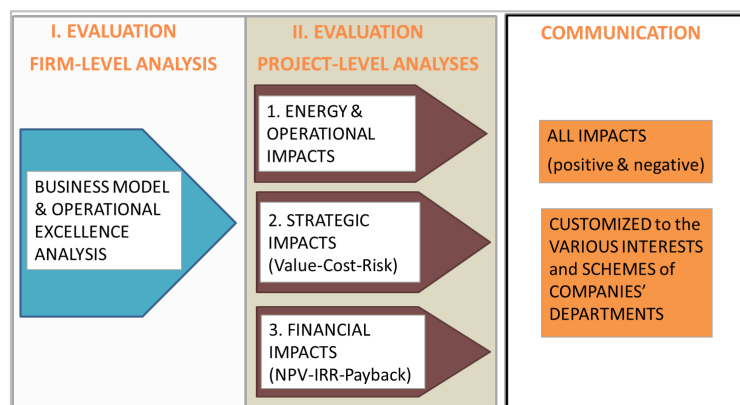 I. EVALUATION
FIRM-LEVEL ANALYSIS
BUSINESS MODEL
& OPERATIONAL
EXCELLENCE
ANALYSIS
II. EVALUATION
PROJECT-LEVEL ANALYSES
1. ENERGY &
OPERATIONAL
IMPACTS
2. STRATEGIC
IMPACTS
(Value-Cost-Risk)
3. FINANCIAL
IMPACTS
(NPV-IRR-Payback)
COMMUNICATION
ALL IMPACTS
(positive & negative)
CUSTOMIZED to the
VARIOUS INTERESTS
and SCHEMES of
COMPANIES’
DEPARTMENTS